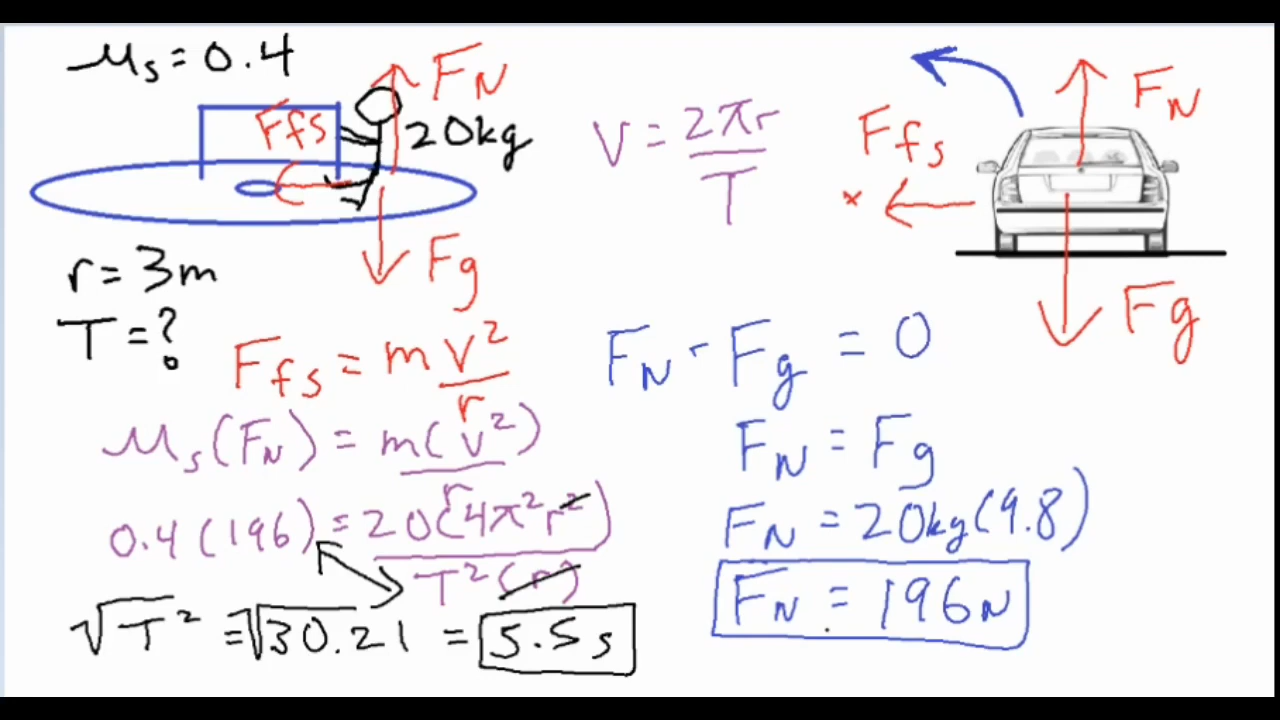 μs = 0.4
FN
Ffs
20kg
Fg
r = 3m
T = ?
V = 2πr / T
FN
Ffs
×
Fg
Ffs = m v² / r
μs (FN) = m(v²) / r
0.4 (196) = 20(4π²r²) / T²(r)
√T² = √30.21 = 5.5s
FN - Fg = 0
FN = Fg
FN = 20kg(9.8)
FN = 196N